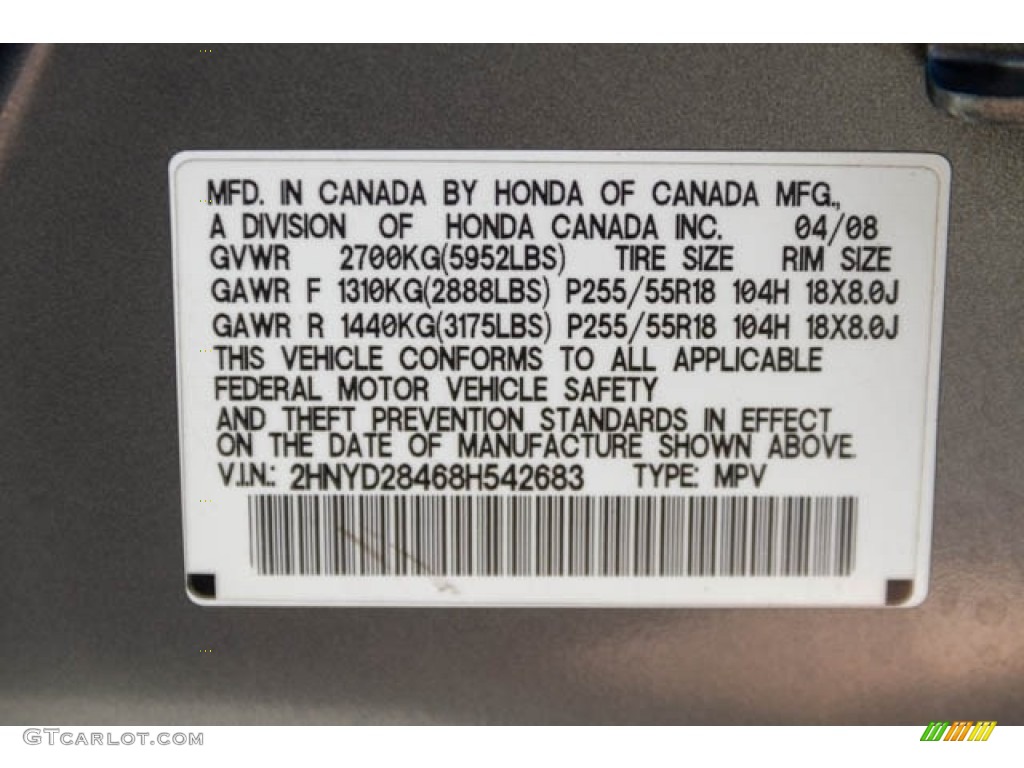 MFD. IN CANADA BY HONDA OF CANADA MFG.,
A DIVISION OF HONDA CANADA INC. 04/08
GVWR 2700KG(5952LBS) TIRE SIZE RIM SIZE
GAWR F 1310KG(2888LBS) P255/55R18 104H 18X8.0J
GAWR R 1440KG(3175LBS) P255/55R18 104H 18X8.0J
THIS VEHICLE CONFORMS TO ALL APPLICABLE
FEDERAL MOTOR VEHICLE SAFETY
AND THEFT PREVENTION STANDARDS IN EFFECT
ON THE DATE OF MANUFACTURE SHOWN ABOVE.
V.I.N.: 2HNYD28468H542683 TYPE: MPV
GTCarlot.com